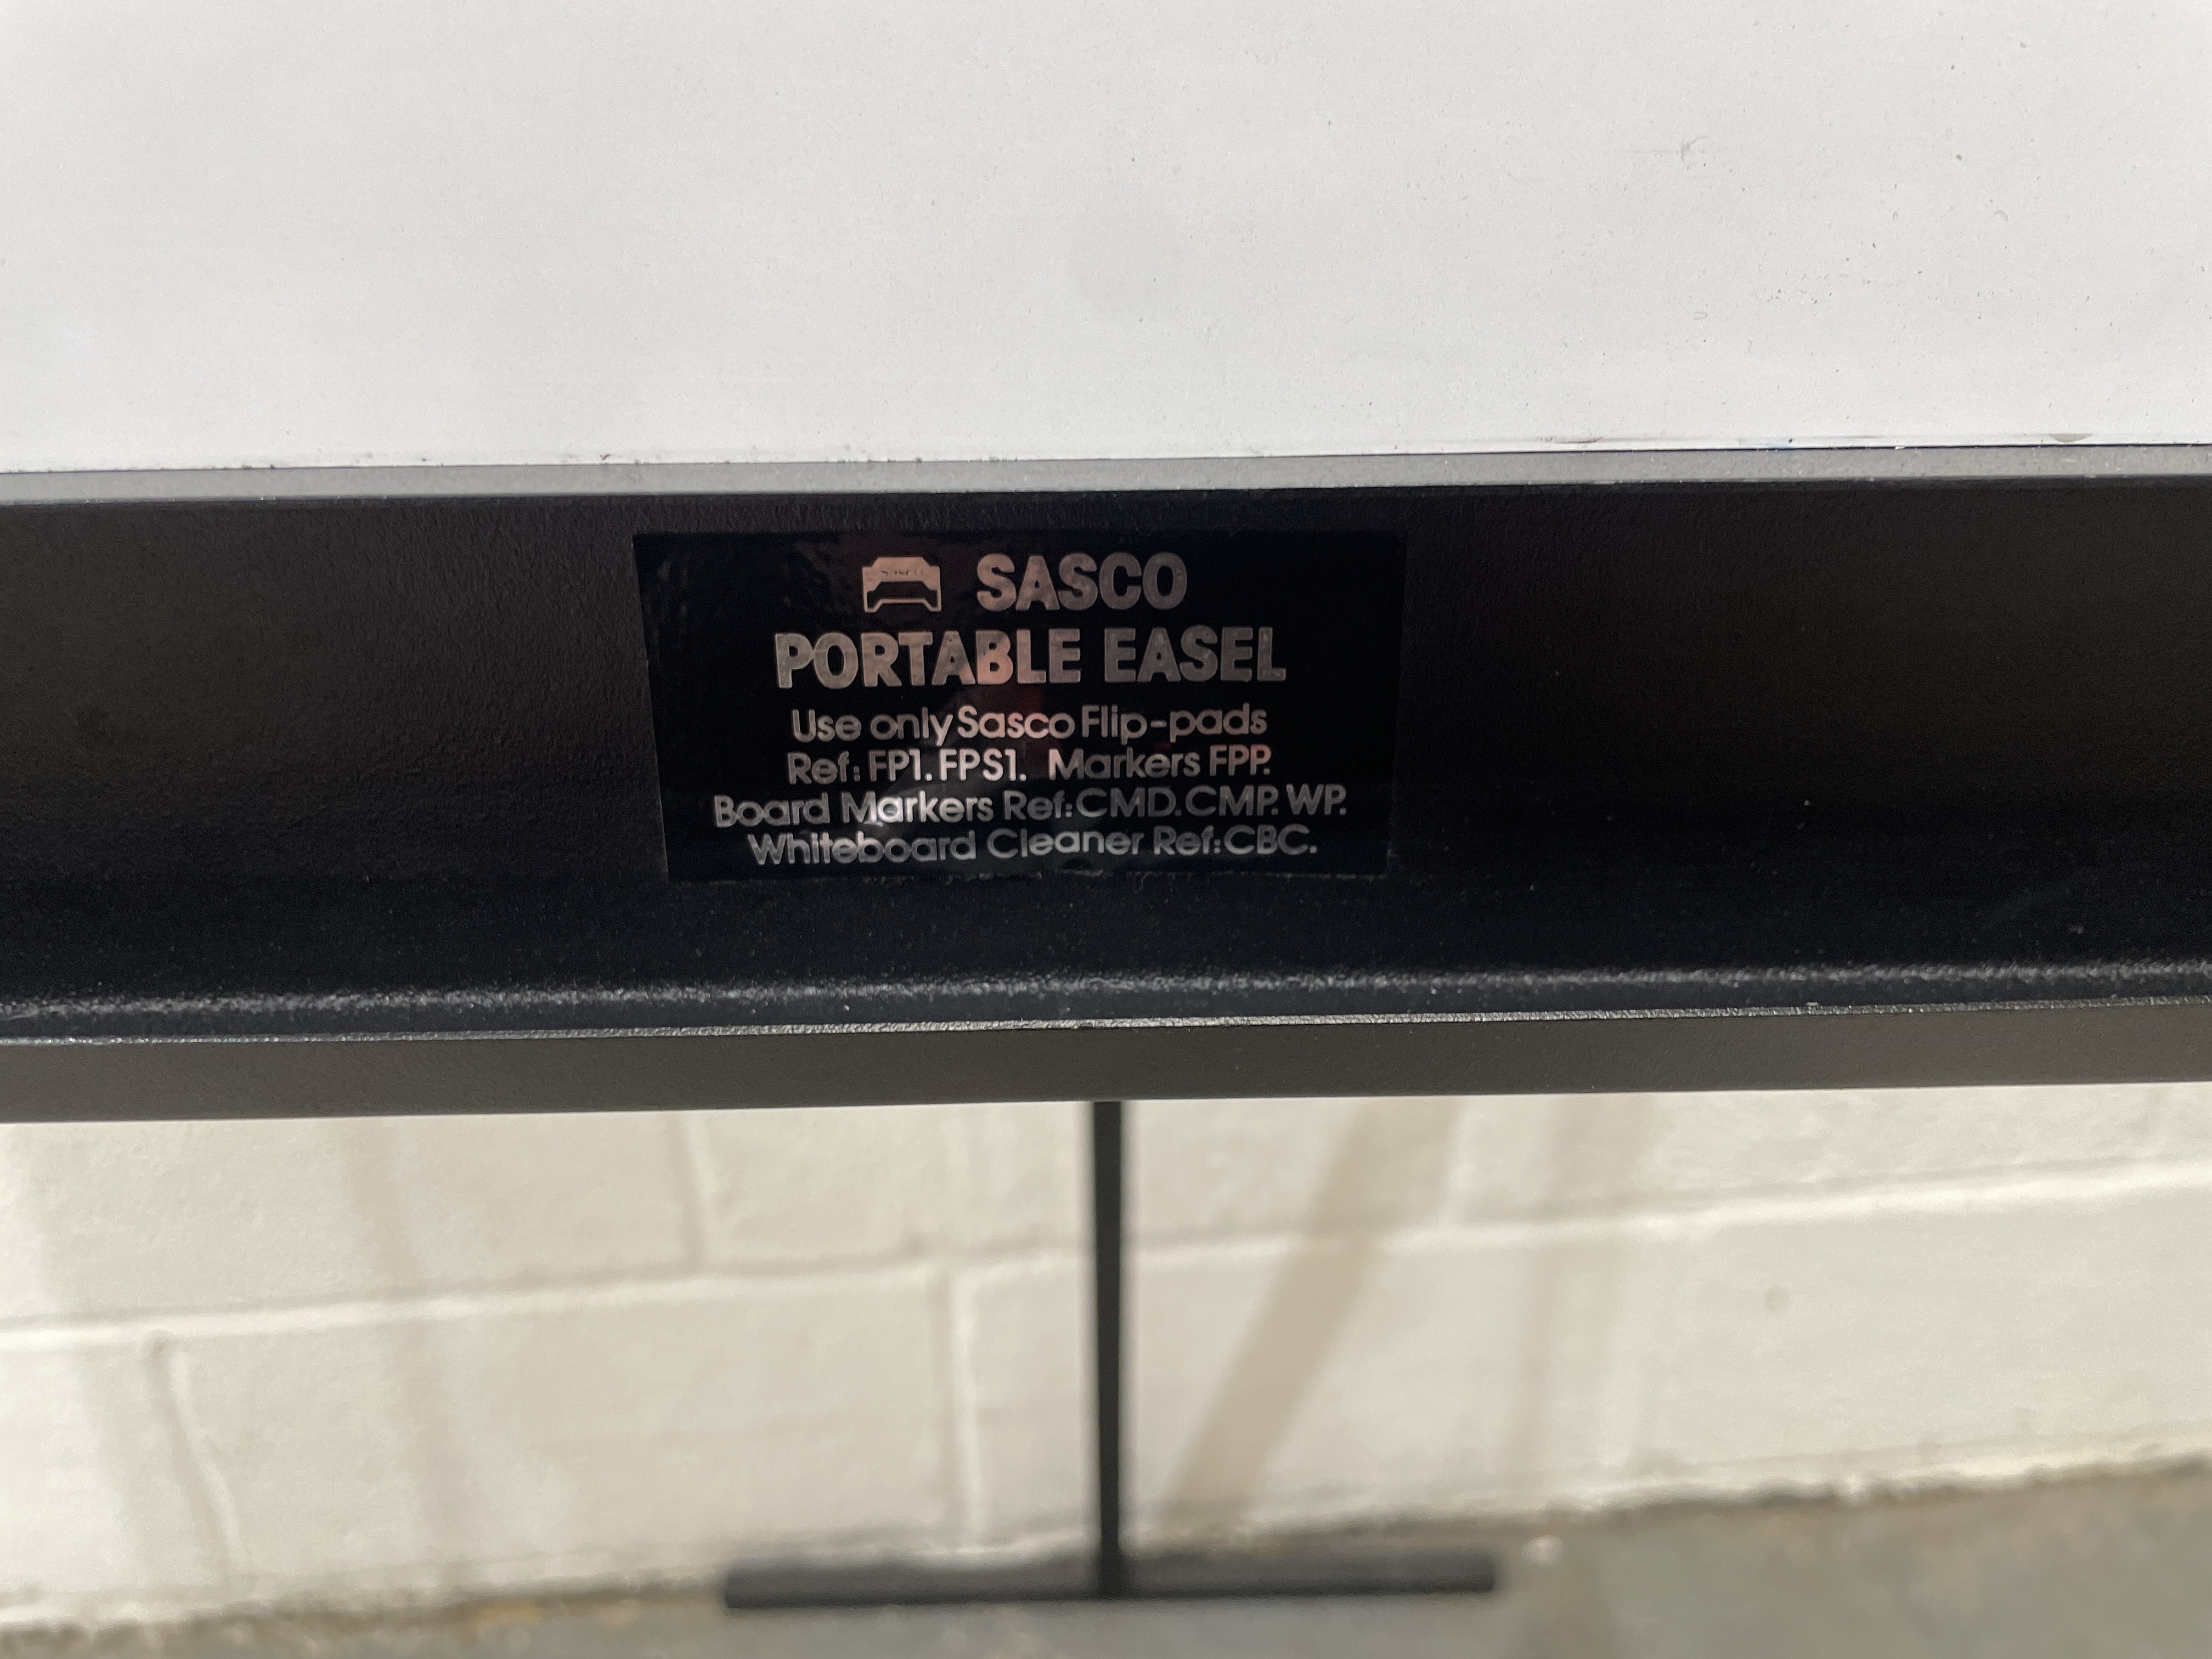 SASCO
PORTABLE EASEL
Use only Sasco Flip-pads
Ref: FP1. FPS1. Markers FPP.
Board Markers Ref: CMD. CMP. WP.
Whiteboard Cleaner Ref: CBC.